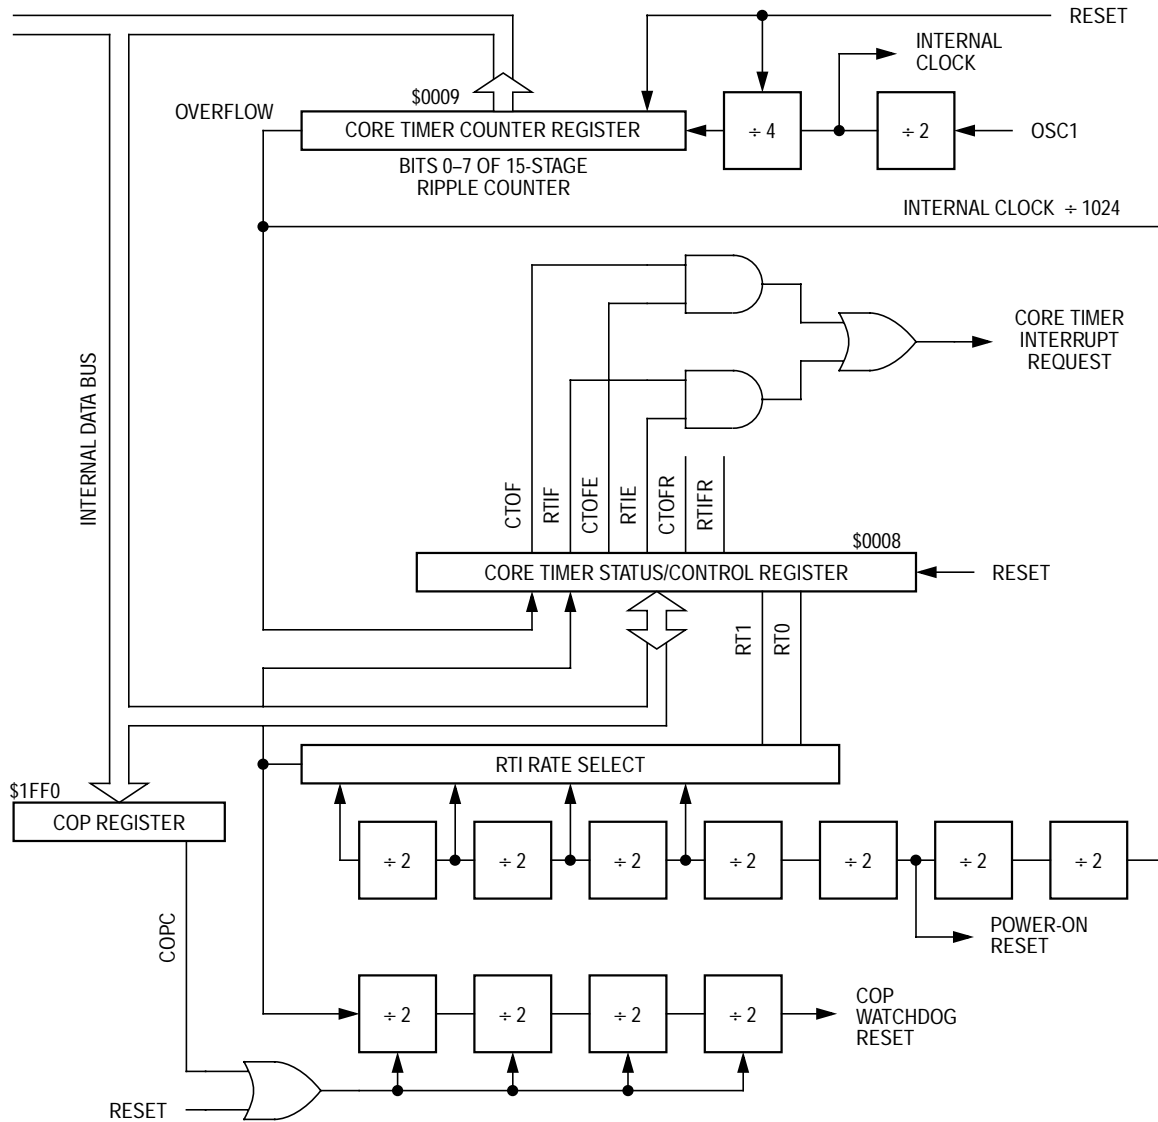 RESET
INTERNAL
CLOCK
$0009
OVERFLOW
CORE TIMER COUNTER REGISTER
÷ 4
÷ 2
OSC1
BITS 0–7 OF 15-STAGE
RIPPLE COUNTER
INTERNAL CLOCK ÷ 1024
CORE TIMER
INTERRUPT
REQUEST
INTERNAL DATA BUS
CTOF
RTIF
CTOFE
RTIE
CTOFR
RTIFR
$0008
CORE TIMER STATUS/CONTROL REGISTER
RESET
RT1
RT0
RTI RATE SELECT
$1FF0
COP REGISTER
÷ 2
÷ 2
÷ 2
÷ 2
÷ 2
÷ 2
÷ 2
POWER-ON
RESET
COPC
÷ 2
÷ 2
÷ 2
÷ 2
COP
WATCHDOG
RESET
RESET